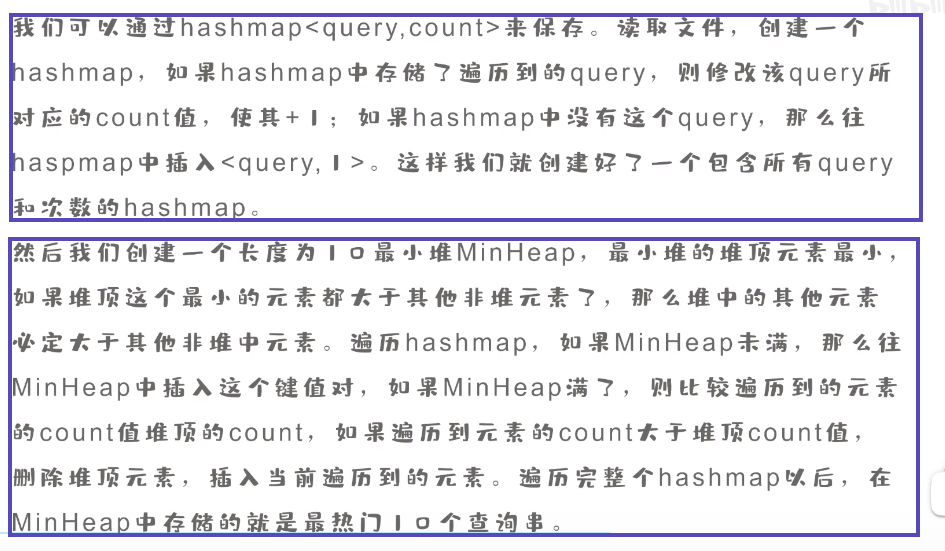 我们可以通过hashmap<query,count>来保存。读取文件，创建一个
hashmap，如果hashmap中存储了遍历到的query，则修改该query所
对应的count值，使其+1；如果hashmap中没有这个query，那么往
haspmap中插入<query,1>。这样我们就创建好了一个包含所有query
和次数的hashmap。
然后我们创建一个长度为10最小堆MinHeap，最小堆的堆顶元素最小，
如果堆顶这个最小的元素都大于其他非堆元素了，那么堆中的其他元素
必定大于其他非堆中元素。遍历hashmap，如果MinHeap未满，那么往
MinHeap中插入这个键值对，如果MinHeap满了，则比较遍历到的元素
的count值堆顶的count，如果遍历到元素的count大于堆顶count值，
删除堆顶元素，插入当前遍历到的元素。遍历完整个hashmap以后，在
MinHeap中存储的就是最热门10个查询串。